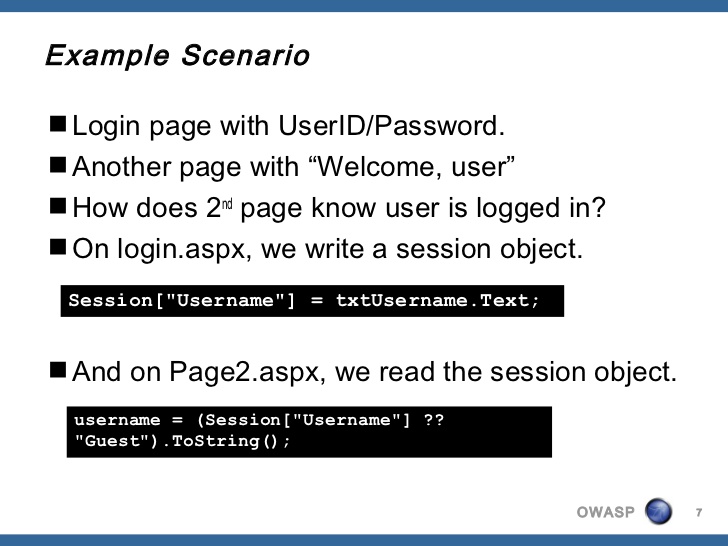 Example Scenario
Login page with UserID/Password.
Another page with “Welcome, user”
How does 2nd page know user is logged in?
On login.aspx, we write a session object.
Session["Username"] = txtUsername.Text;
And on Page2.aspx, we read the session object.
username = (Session["Username"] ??
"Guest").ToString();
OWASP 7